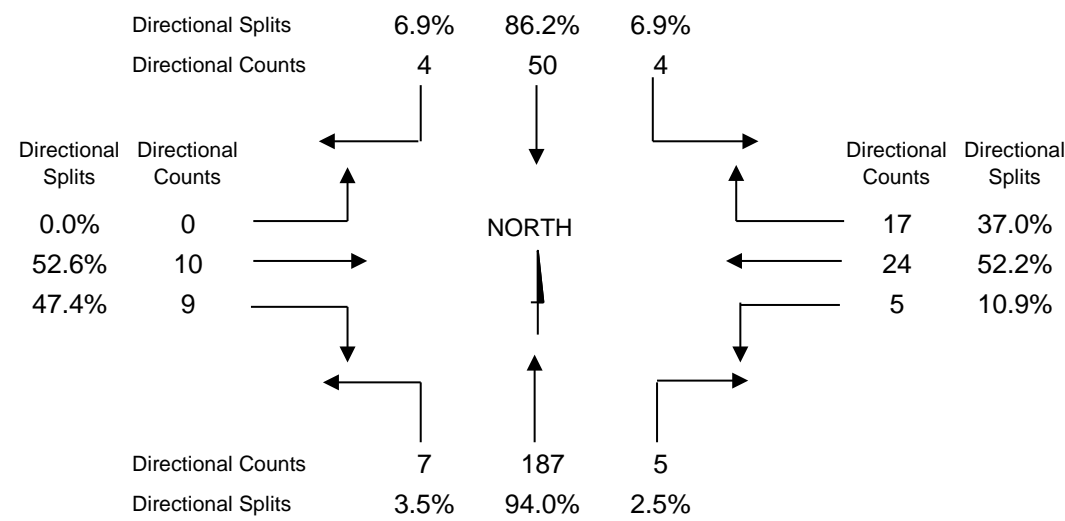 Directional Splits 6.9% 86.2% 6.9%
Directional Counts 4 50 4
Directional Directional Directional Directional
Splits Counts Counts Splits
0.0% 0 NORTH 17 37.0%
52.6% 10 24 52.2%
47.4% 9 5 10.9%
Directional Counts 7 187 5
Directional Splits 3.5% 94.0% 2.5%